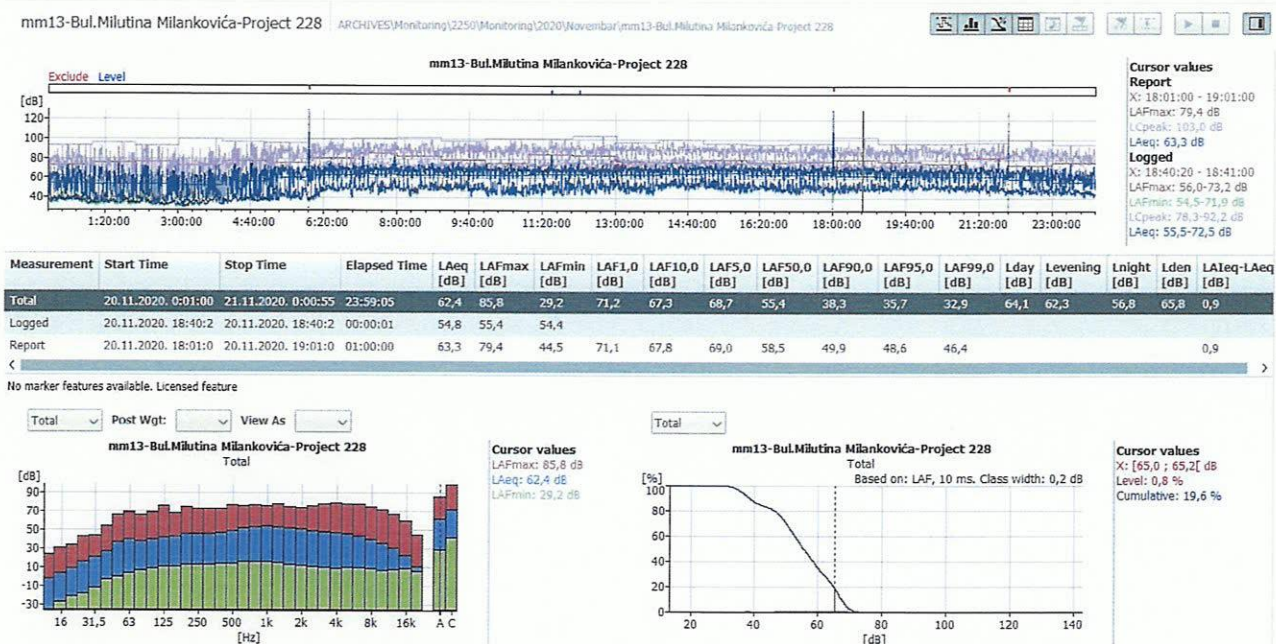 mm13-Bul.Milutina Milankovića-Project 228 ARCHIVES\Monitoring\2250\Monitoring\2020\Novembar\mm13-Bul.Milutina Milankovića-Project 228
mm13-Bul.Milutina Milankovića-Project 228
Exclude Level
[dB]
120
100
80
60
40
1:20:00 3:00:00 4:40:00 6:20:00 8:00:00 9:40:00 11:20:00 13:00:00 14:40:00 16:20:00 18:00:00 19:40:00 21:20:00 23:00:00
Cursor values
Report
X: 18:01:00 - 19:01:00
LAFmax: 79,4 dB
LCpeak: 103,0 dB
LAeq: 63,3 dB
Logged
X: 18:40:20 - 18:41:00
LAFmax: 56,0-73,2 dB
LAFmin: 54,5-71,9 dB
LCpeak: 78,3-92,2 dB
LAeq: 55,5-72,5 dB
Measurement Start Time Stop Time Elapsed Time LAeq [dB] LAFmax [dB] LAFmin [dB] LAF1,0 [dB] LAF10,0 [dB] LAF5,0 [dB] LAF50,0 [dB] LAF90,0 [dB] LAF95,0 [dB] LAF99,0 [dB] Lday [dB] Levening [dB] Lnight [dB] Lden [dB] LAIeq-LAeq [dB]
Total 20.11.2020. 0:01:00 21.11.2020. 0:00:55 23:59:05 62,4 85,8 29,2 71,2 67,3 68,7 55,4 38,3 35,7 32,9 64,1 62,3 56,8 65,8 0,9
Logged 20.11.2020. 18:40:2 20.11.2020. 18:40:2 00:00:01 54,8 55,4 54,4
Report 20.11.2020. 18:01:0 20.11.2020. 19:01:0 01:00:00 63,3 79,4 44,5 71,1 67,8 69,0 58,5 49,9 48,6 46,4 0,9
No marker features available. Licensed feature
Total Post Wgt: View As
mm13-Bul.Milutina Milankovića-Project 228
Total
[dB]
90
70
50
30
10
-10
-30
16 31,5 63 125 250 500 1k 2k 4k 8k 16k A C
[Hz]
Cursor values
LAFmax: 85,8 dB
LAeq: 62,4 dB
LAFmin: 29,2 dB
Total
mm13-Bul.Milutina Milankovića-Project 228
Total
Based on: LAF, 10 ms. Class width: 0,2 dB
[%]
100
80
60
40
20
0
20 40 60 80 100 120 140
[dB]
Cursor values
X: [65,0 ; 65,2[ dB
Level: 0,8 %
Cumulative: 19,6 %